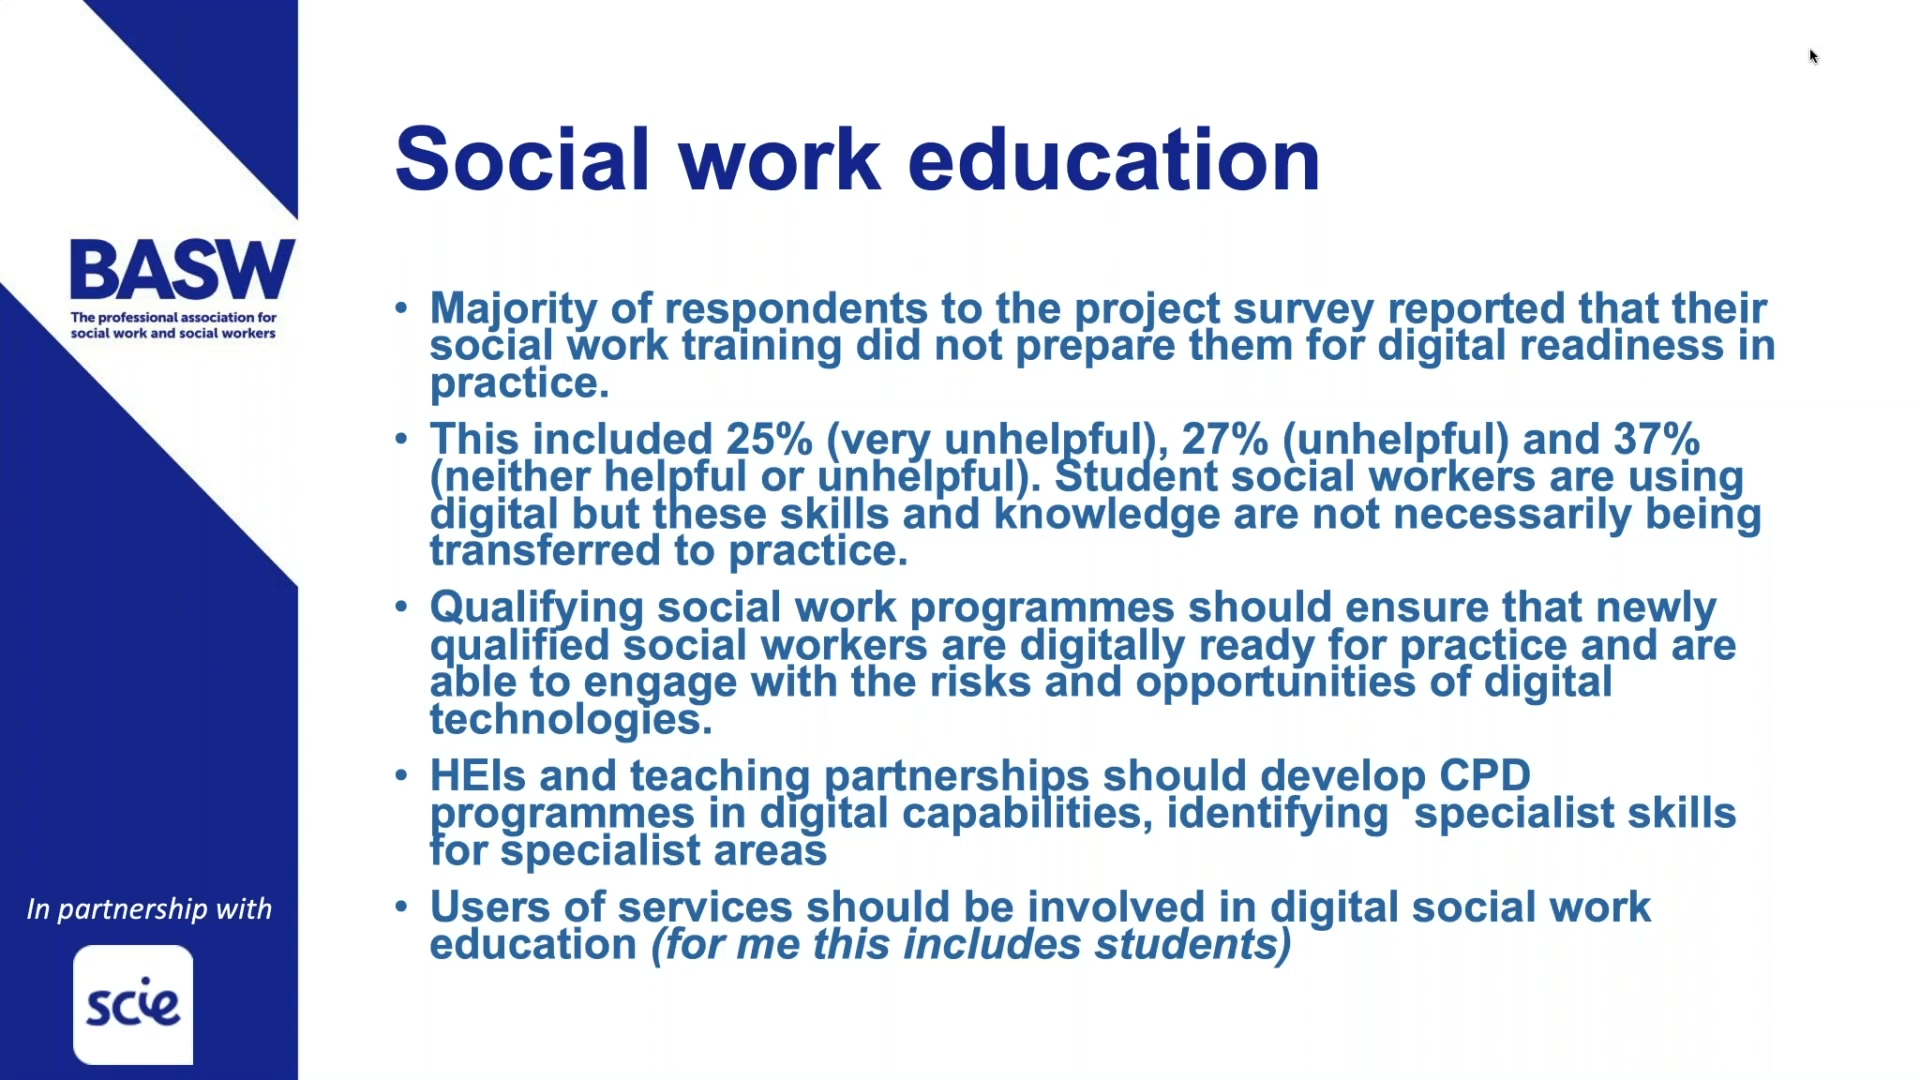 Social work education
BASW
The professional association for
social work and social workers
• Majority of respondents to the project survey reported that their
social work training did not prepare them for digital readiness in
practice.
• This included 25% (very unhelpful), 27% (unhelpful) and 37%
(neither helpful or unhelpful). Student social workers are using
digital but these skills and knowledge are not necessarily being
transferred to practice.
• Qualifying social work programmes should ensure that newly
qualified social workers are digitally ready for practice and are
able to engage with the risks and opportunities of digital
technologies.
• HEIs and teaching partnerships should develop CPD
programmes in digital capabilities, identifying  specialist skills
for specialist areas
• Users of services should be involved in digital social work
education (for me this includes students)
In partnership with
scie